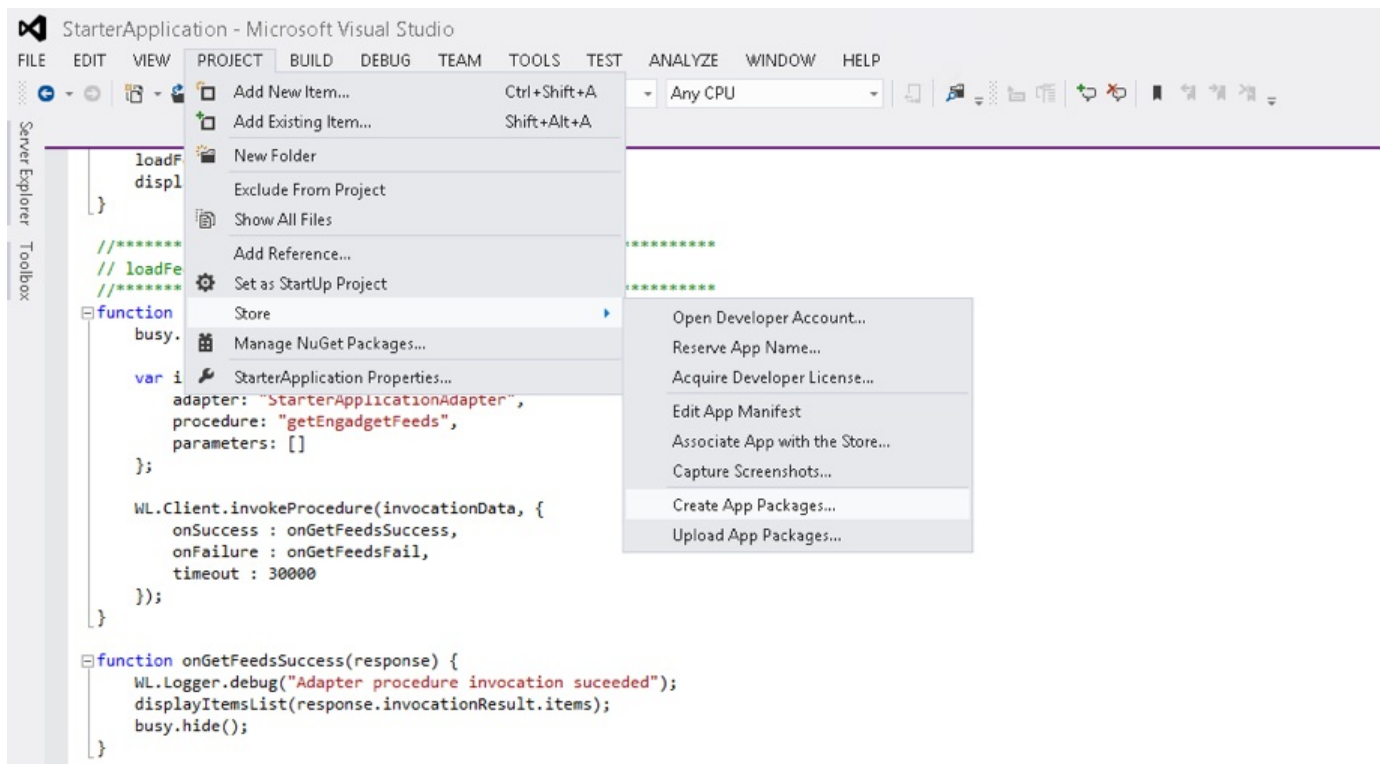 StarterApplication - Microsoft Visual Studio
FILE EDIT VIEW PROJECT BUILD DEBUG TEAM TOOLS TEST ANALYZE WINDOW HELP
Any CPU
Server Explorer
Toolbox
Add New Item... Ctrl+Shift+A
Add Existing Item... Shift+Alt+A
New Folder
Exclude From Project
Show All Files
Add Reference...
Set as StartUp Project
Store
Manage NuGet Packages...
StarterApplication Properties...
Open Developer Account...
Reserve App Name...
Acquire Developer License...
Edit App Manifest
Associate App with the Store...
Capture Screenshots...
Create App Packages...
Upload App Packages...
loadF
displ
}
//*******
**********
// loadFe
//*******
**********
function
busy.
var i
adapter: "StarterApplicationAdapter",
procedure: "getEngadgetFeeds",
parameters: []
};
WL.Client.invokeProcedure(invocationData, {
onSuccess : onGetFeedsSuccess,
onFailure : onGetFeedsFail,
timeout : 30000
});
}
function onGetFeedsSuccess(response) {
WL.Logger.debug("Adapter procedure invocation suceeded");
displayItemsList(response.invocationResult.items);
busy.hide();
}